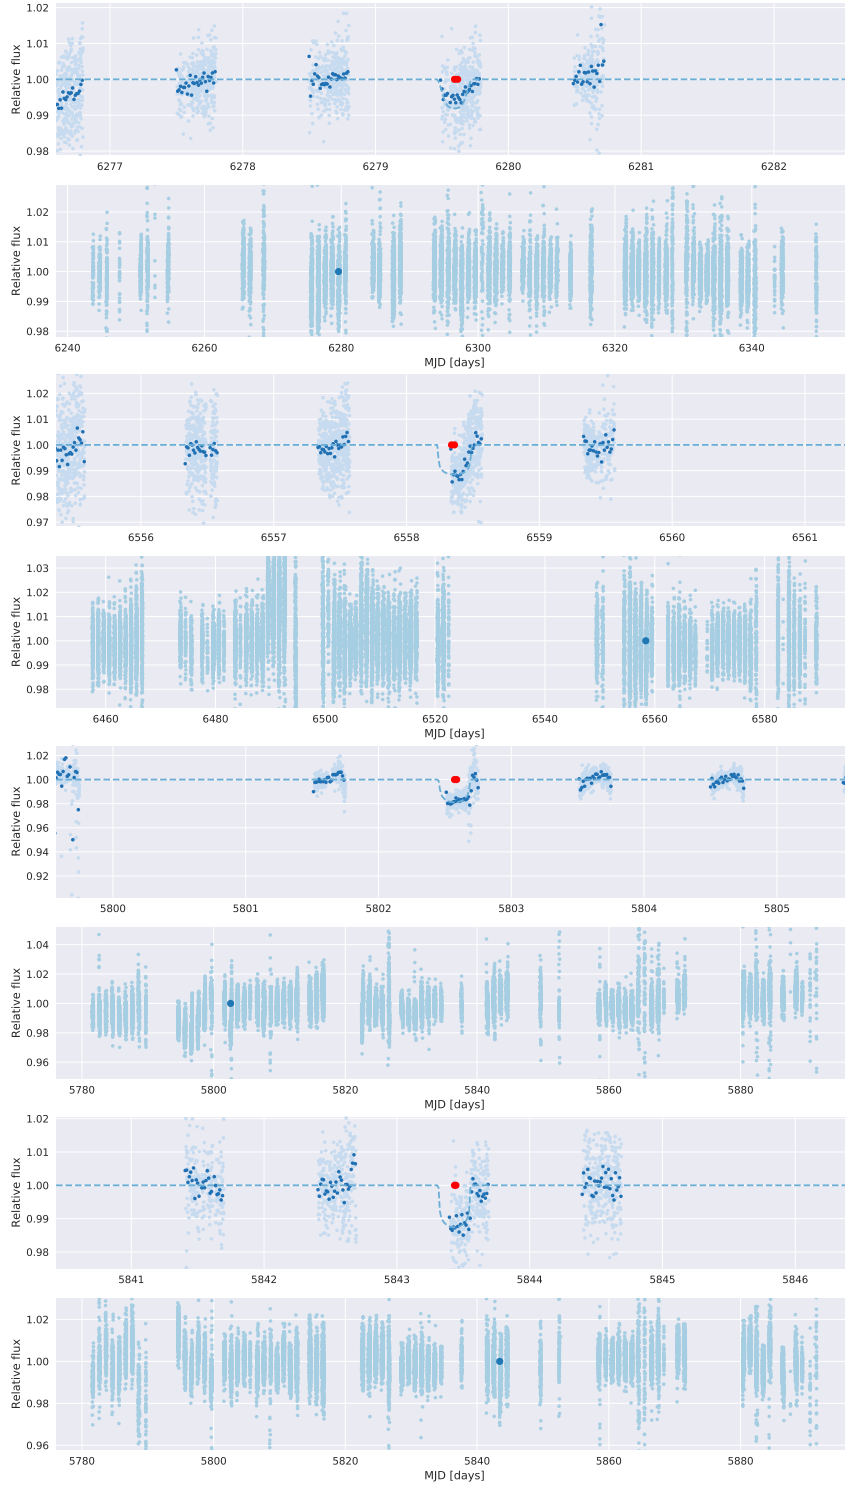 1.02
1.01
1.00
0.99
0.98
Relative flux
6277 6278 6279 6280 6281 6282
1.02
1.01
1.00
0.99
0.98
Relative flux
6240 6260 6280 6300 6320 6340
MJD [days]
1.02
1.01
1.00
0.99
0.98
0.97
Relative flux
6556 6557 6558 6559 6560 6561
1.03
1.02
1.01
1.00
0.99
0.98
Relative flux
6460 6480 6500 6520 6540 6560 6580
MJD [days]
1.02
1.00
0.98
0.96
0.94
0.92
Relative flux
5800 5801 5802 5803 5804 5805
1.04
1.02
1.00
0.98
0.96
Relative flux
5780 5800 5820 5840 5860 5880
MJD [days]
1.02
1.01
1.00
0.99
0.98
Relative flux
5841 5842 5843 5844 5845 5846
1.02
1.00
0.98
0.96
Relative flux
5780 5800 5820 5840 5860 5880
MJD [days]